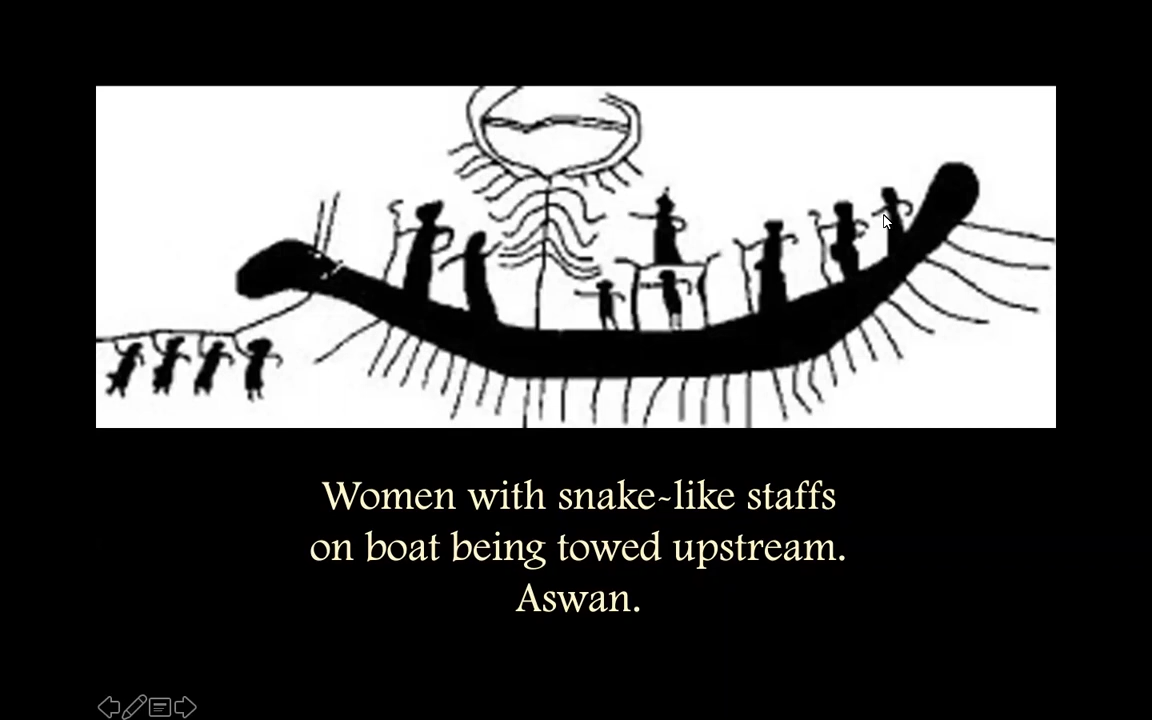 Women with snake-like staffs
on boat being towed upstream.
Aswan.